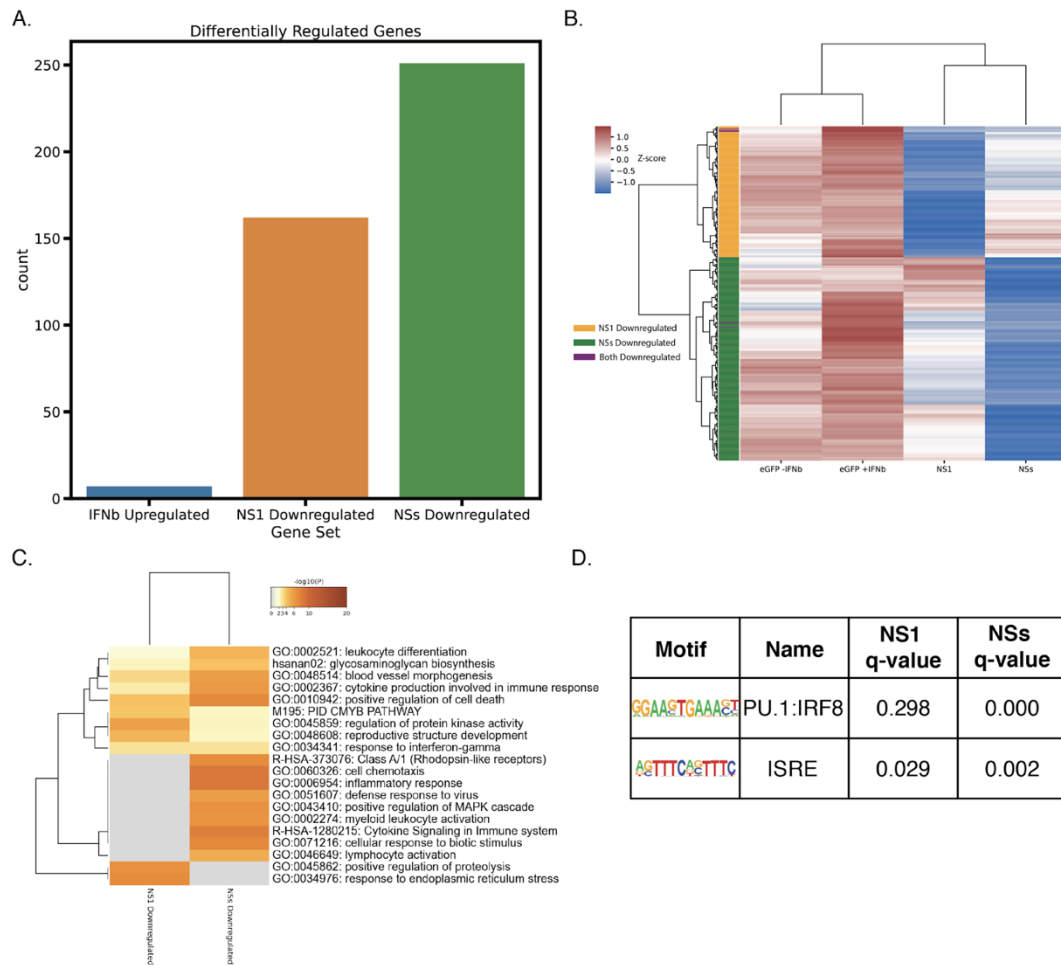 A.
Differentially Regulated Genes
count
250
200
150
100
50
0
IFNb Upregulated
NS1 Downregulated
NSs Downregulated
Gene Set
B.
1.0
0.5
0.0
−0.5
−1.0
Z-score
NS1 Downregulated
NSs Downregulated
Both Downregulated
eGFP -IFNb
eGFP +IFNb
NS1
NSs
C.
-log10(P)
0 2 3 4 6 10 20
GO:0002521: leukocyte differentiation
hsanan02: glycosaminoglycan biosynthesis
GO:0048514: blood vessel morphogenesis
GO:0002367: cytokine production involved in immune response
GO:0010942: positive regulation of cell death
M195: PID CMYB PATHWAY
GO:0045859: regulation of protein kinase activity
GO:0048608: reproductive structure development
GO:0034341: response to interferon-gamma
R-HSA-373076: Class A/1 (Rhodopsin-like receptors)
GO:0060326: cell chemotaxis
GO:0006954: inflammatory response
GO:0051607: defense response to virus
GO:0043410: positive regulation of MAPK cascade
GO:0002274: myeloid leukocyte activation
R-HSA-1280215: Cytokine Signaling in Immune system
GO:0071216: cellular response to biotic stimulus
GO:0046649: lymphocyte activation
GO:0045862: positive regulation of proteolysis
GO:0034976: response to endoplasmic reticulum stress
NS1 Downregulated
NSs Downregulated
D.
Motif Name NS1 q-value NSs q-value
PU.1:IRF8 0.298 0.000
ISRE 0.029 0.002